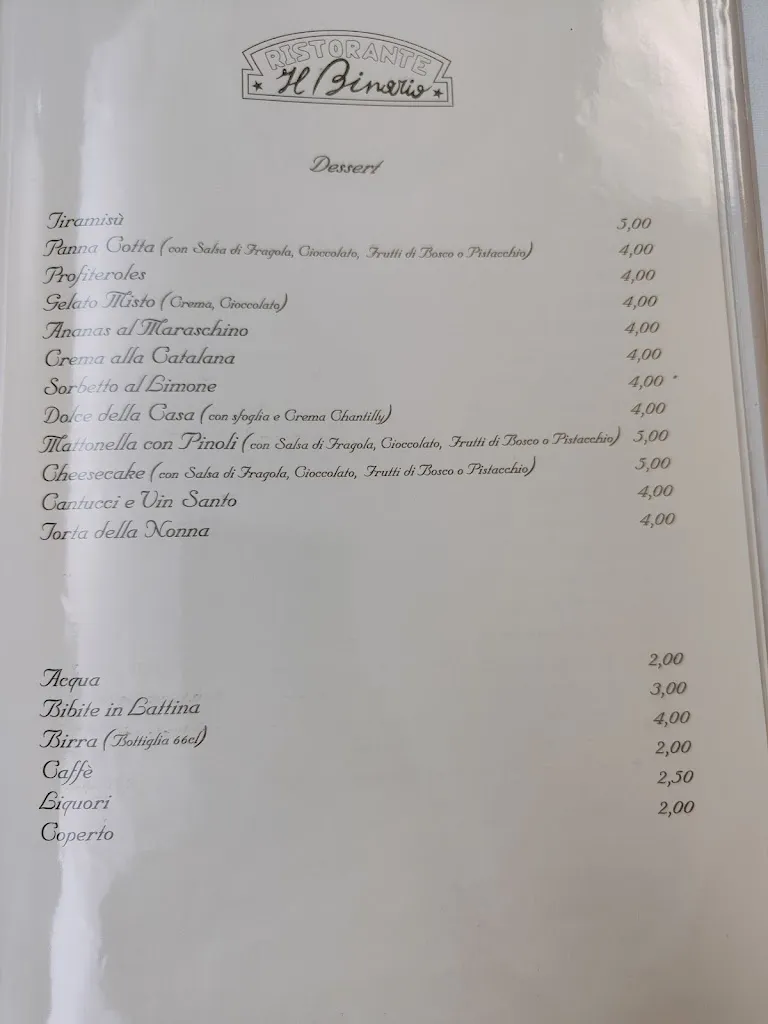 RISTORANTE
Il Binario
Dessert
Tiramisù 5,00
Panna Cotta (con Salsa di Fragola, Cioccolato, Frutti di Bosco o Pistacchio) 4,00
Profiteroles 4,00
Gelato Misto (Crema, Cioccolato) 4,00
Ananas al Maraschino 4,00
Crema alla Catalana 4,00
Sorbetto al Limone 4,00 *
Dolce della Casa (con sfoglia e Crema Chantilly) 4,00
Mattonella con Pinoli (con Salsa di Fragola, Cioccolato, Frutti di Bosco o Pistacchio) 5,00
Cheesecake (con Salsa di Fragola, Cioccolato, Frutti di Bosco o Pistacchio) 5,00
Cantucci e Vin Santo 4,00
Torta della Nonna 4,00
Acqua 2,00
Bibite in Lattina 3,00
Birra (Bottiglia 66cl) 4,00
Caffè 2,00
Liquori 2,50
Coperto 2,00